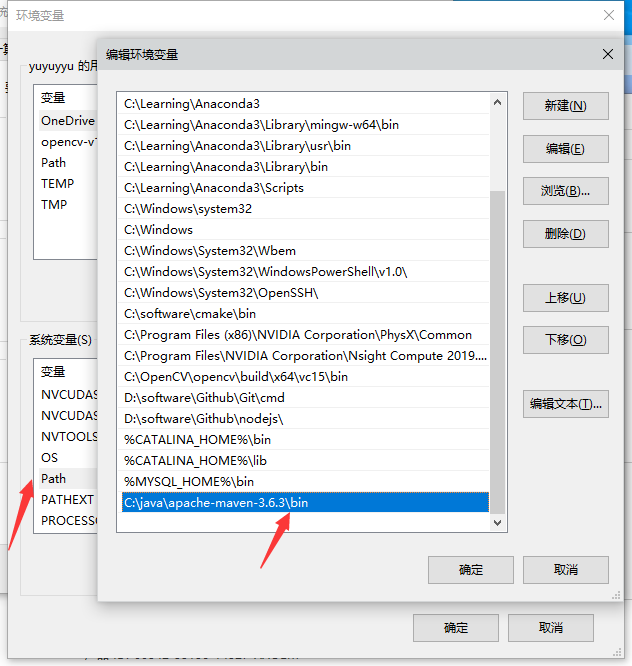 环境变量
编辑环境变量
yuyuyyu 的用
变量
OneDrive
opencv-v
Path
TEMP
TMP
系统变量(S)
变量
NVCUDAS
NVCUDAS
NVTOOLS
OS
Path
PATHEXT
PROCESSO
C:\Learning\Anaconda3
C:\Learning\Anaconda3\Library\mingw-w64\bin
C:\Learning\Anaconda3\Library\usr\bin
C:\Learning\Anaconda3\Library\bin
C:\Learning\Anaconda3\Scripts
C:\Windows\system32
C:\Windows
C:\Windows\System32\Wbem
C:\Windows\System32\WindowsPowerShell\v1.0\
C:\Windows\System32\OpenSSH\
C:\software\cmake\bin
C:\Program Files (x86)\NVIDIA Corporation\PhysX\Common
C:\Program Files\NVIDIA Corporation\Nsight Compute 2019....
C:\OpenCV\opencv\build\x64\vc15\bin
D:\software\Github\Git\cmd
D:\software\Github\nodejs\
%CATALINA_HOME%\bin
%CATALINA_HOME%\lib
%MYSQL_HOME%\bin
C:\java\apache-maven-3.6.3\bin
新建(N)
编辑(E)
浏览(B)...
删除(D)
上移(U)
下移(O)
编辑文本(T)...
确定
取消
确定
取消